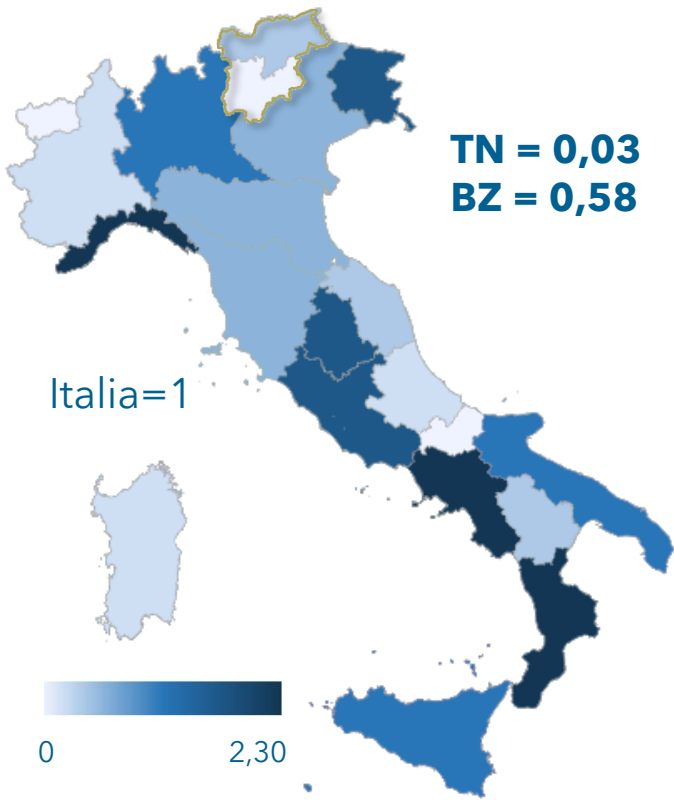 TN = 0,03
BZ = 0,58
Italia=1
0 2,30